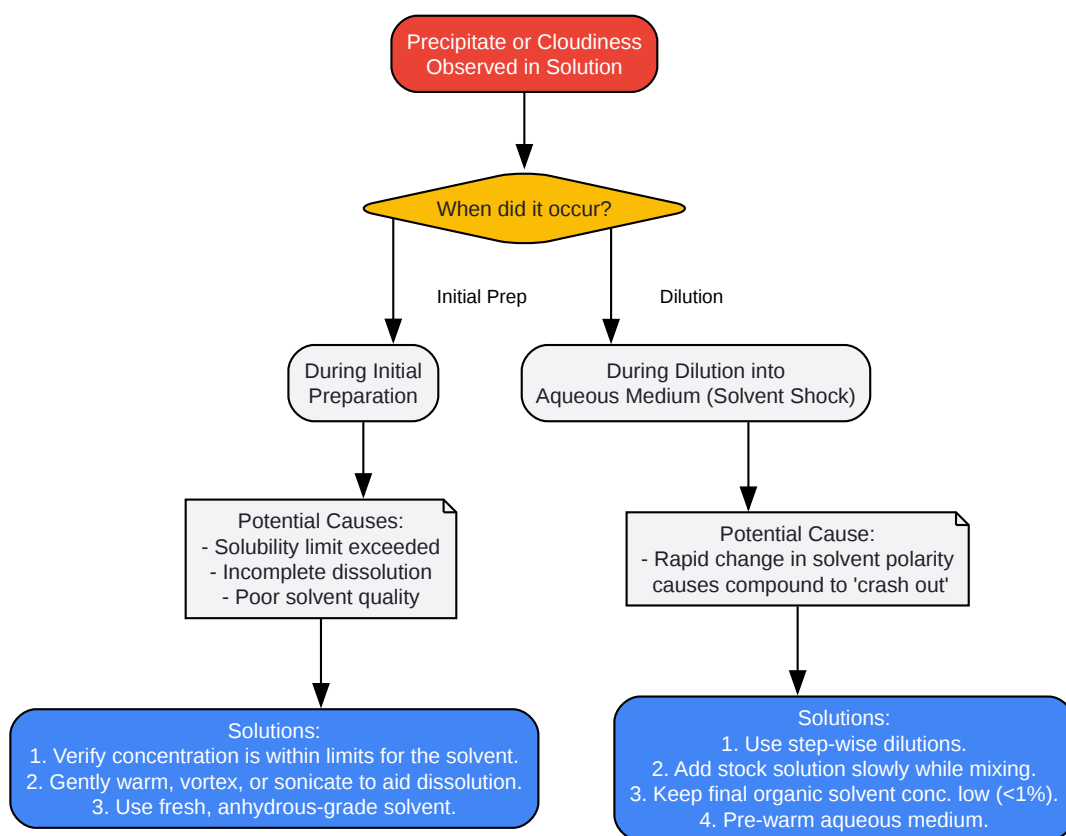 Precipitate or Cloudiness
Observed in Solution
When did it occur?
Initial Prep
Dilution
During Initial
Preparation
During Dilution into
Aqueous Medium (Solvent Shock)
Potential Causes:
- Solubility limit exceeded
- Incomplete dissolution
- Poor solvent quality
Potential Cause:
- Rapid change in solvent polarity
causes compound to 'crash out'
Solutions:
1. Verify concentration is within limits for the solvent.
2. Gently warm, vortex, or sonicate to aid dissolution.
3. Use fresh, anhydrous-grade solvent.
Solutions:
1. Use step-wise dilutions.
2. Add stock solution slowly while mixing.
3. Keep final organic solvent conc. low (<1%).
4. Pre-warm aqueous medium.